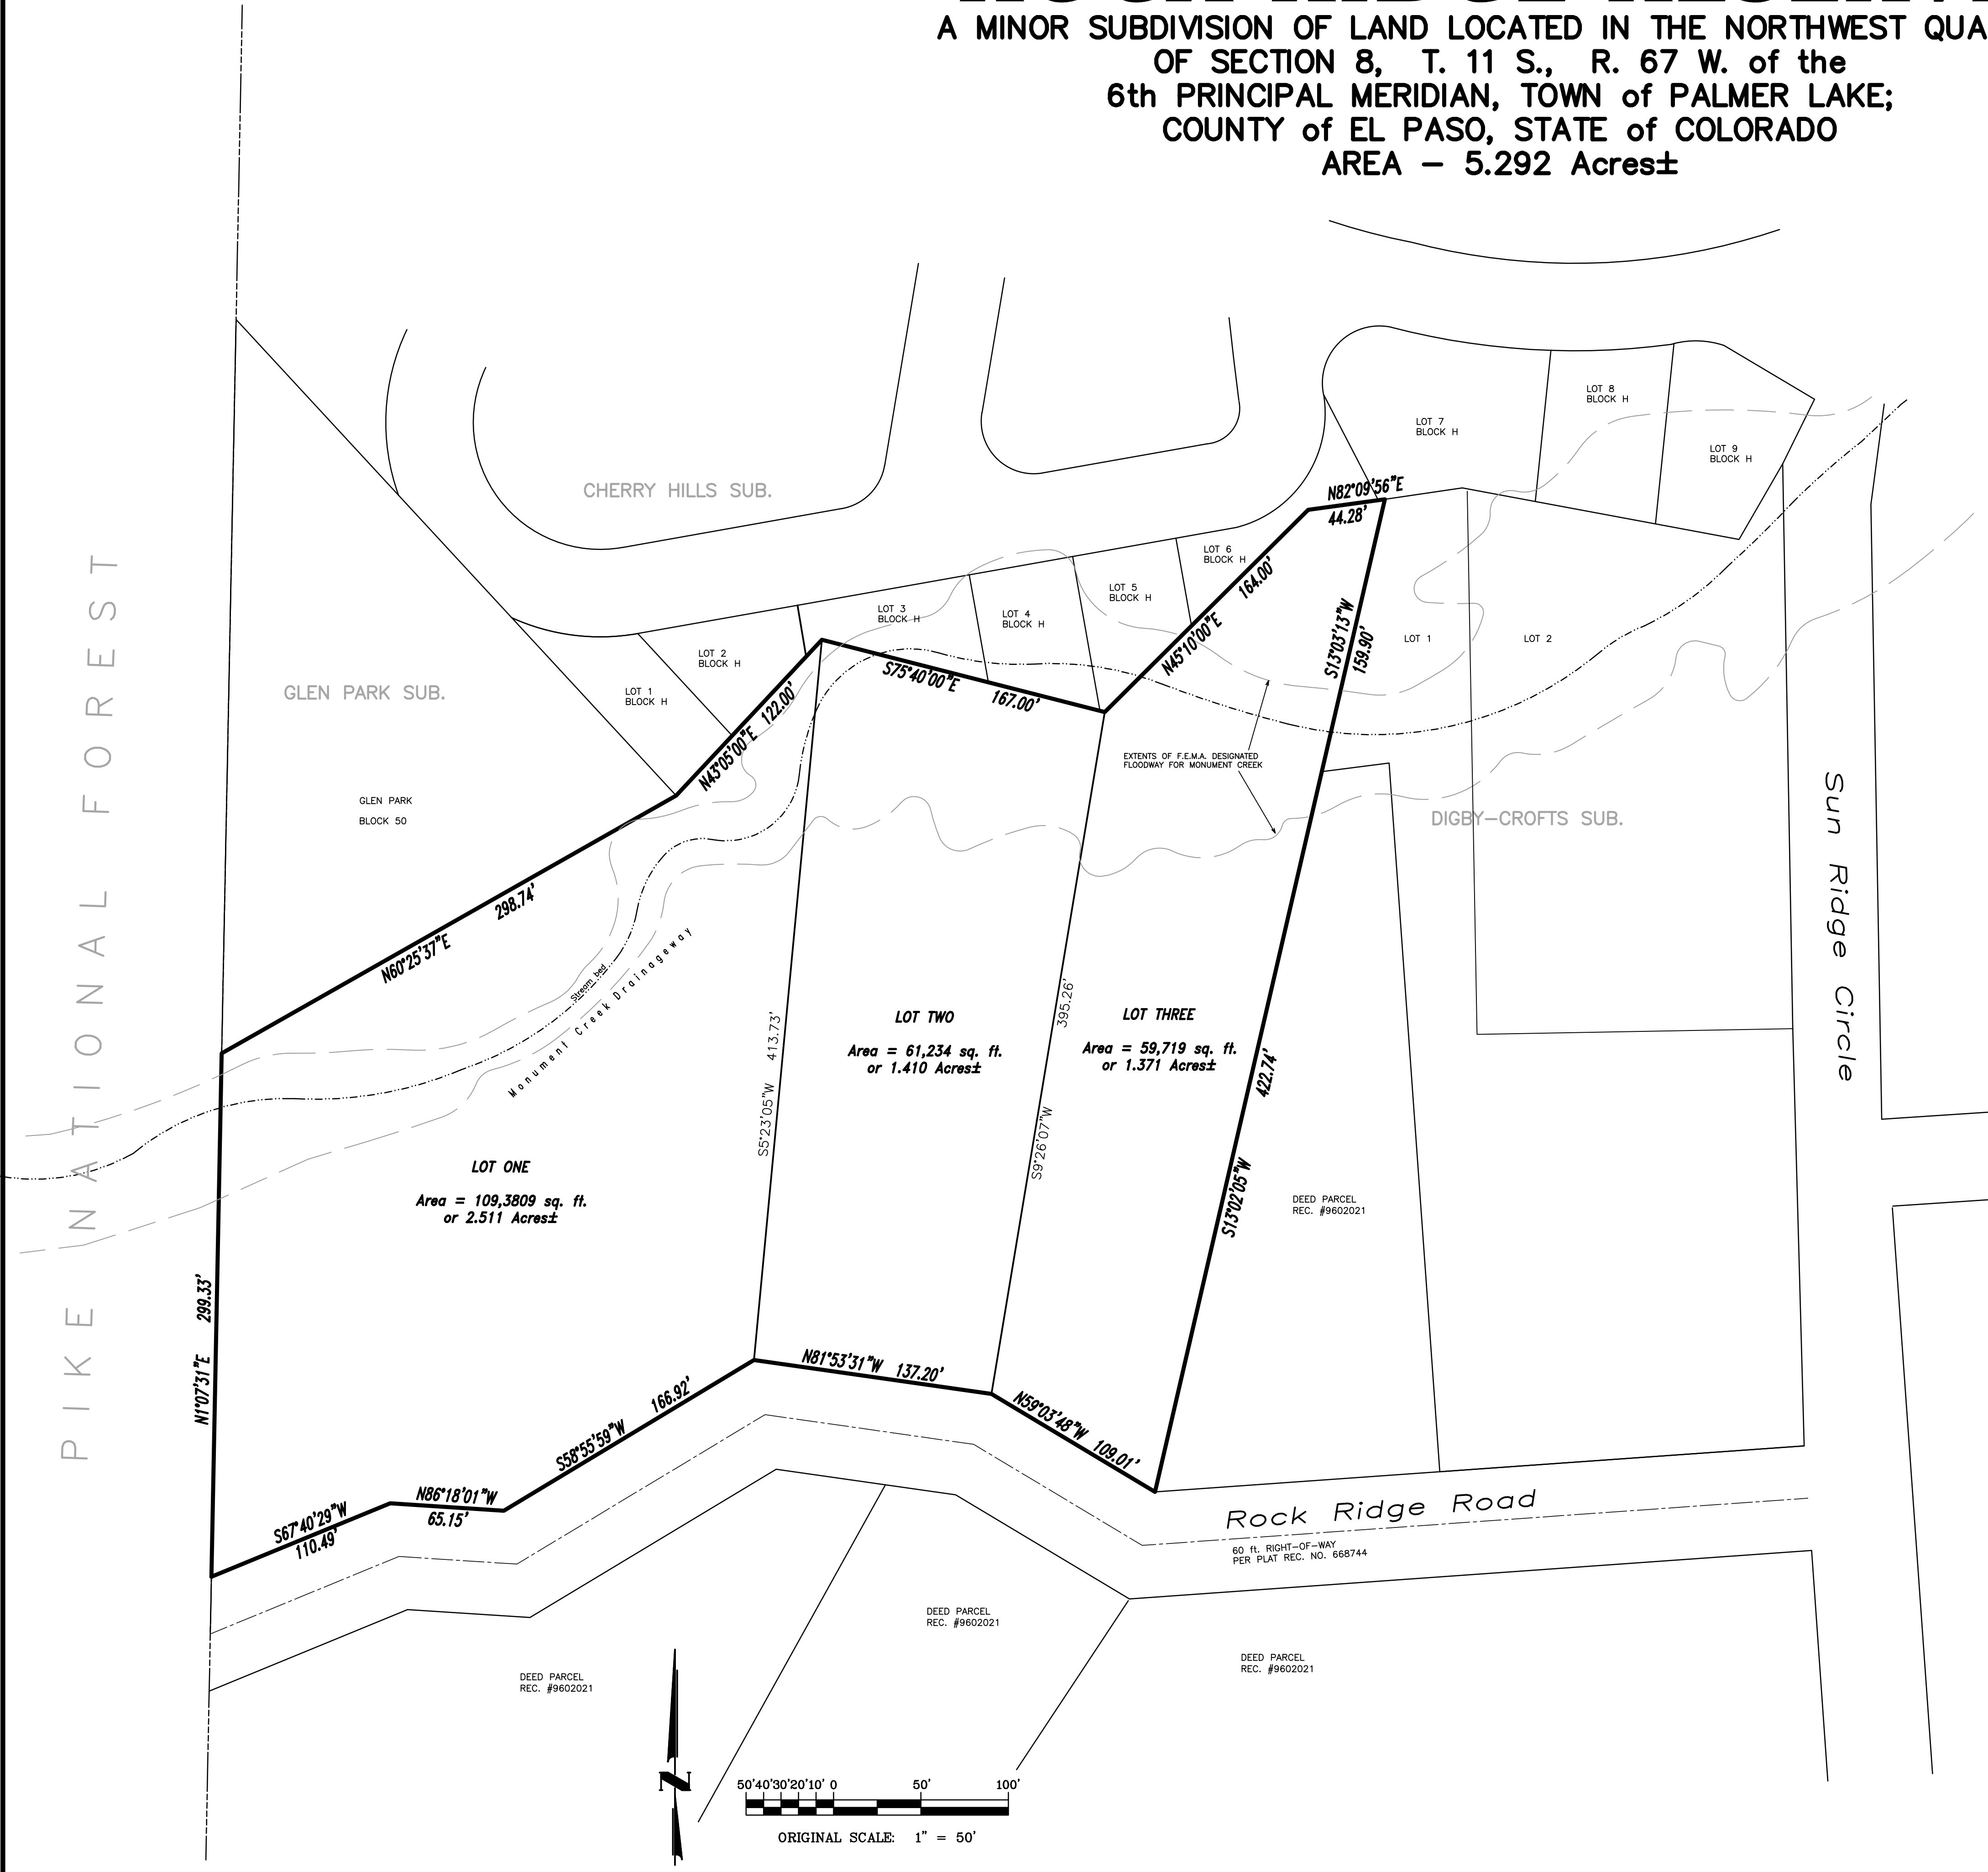 A MINOR SUBDIVISION OF LAND LOCATED IN THE NORTHWEST QUA
OF SECTION 8, T. 11 S., R. 67 W. of the
6th PRINCIPAL MERIDIAN, TOWN of PALMER LAKE;
COUNTY of EL PASO, STATE of COLORADO
AREA - 5.292 Acres±
LOT 8
BLOCK H
LOT 7
BLOCK H
LOT 9
BLOCK H
CHERRY HILLS SUB.
N82°09'56"E
44.28'
LOT 6
BLOCK H
LOT 5
BLOCK H
LOT 4
BLOCK H
LOT 3
BLOCK H
LOT 2
BLOCK H
LOT 1
BLOCK H
164.00'
N45°10'00"E
S13°03'13"W
159.90'
LOT 1
LOT 2
S75°40'00"E
167.00'
N43°05'00"E 122.00'
GLEN PARK SUB.
PIKE NATIONAL FOREST
GLEN PARK
BLOCK 50
EXTENTS OF F.E.M.A. DESIGNATED
FLOODWAY FOR MONUMENT CREEK
DIGBY-CROFTS SUB.
Sun Ridge Circle
298.74'
N60°25'37"E
Stream bed
Monument Creek Drainageway
413.73'
S5°23'05"W
395.26'
S9°26'07"W
LOT TWO
Area = 61,234 sq. ft.
or 1.410 Acres±
LOT THREE
Area = 59,719 sq. ft.
or 1.371 Acres±
422.74'
S13°02'05"W
LOT ONE
Area = 109,3809 sq. ft.
or 2.511 Acres±
DEED PARCEL
REC. #9602021
299.33'
N1°07'31"E
N81°53'31"W 137.20'
N59°03'48"W 109.01'
166.92'
S58°55'59"W
N86°18'01"W
65.15'
S67°40'29"W
110.49'
Rock Ridge Road
60 ft. RIGHT-OF-WAY
PER PLAT REC. NO. 668744
DEED PARCEL
REC. #9602021
DEED PARCEL
REC. #9602021
DEED PARCEL
REC. #9602021
N
50'40'30'20'10' 0 50' 100'
ORIGINAL SCALE: 1" = 50'